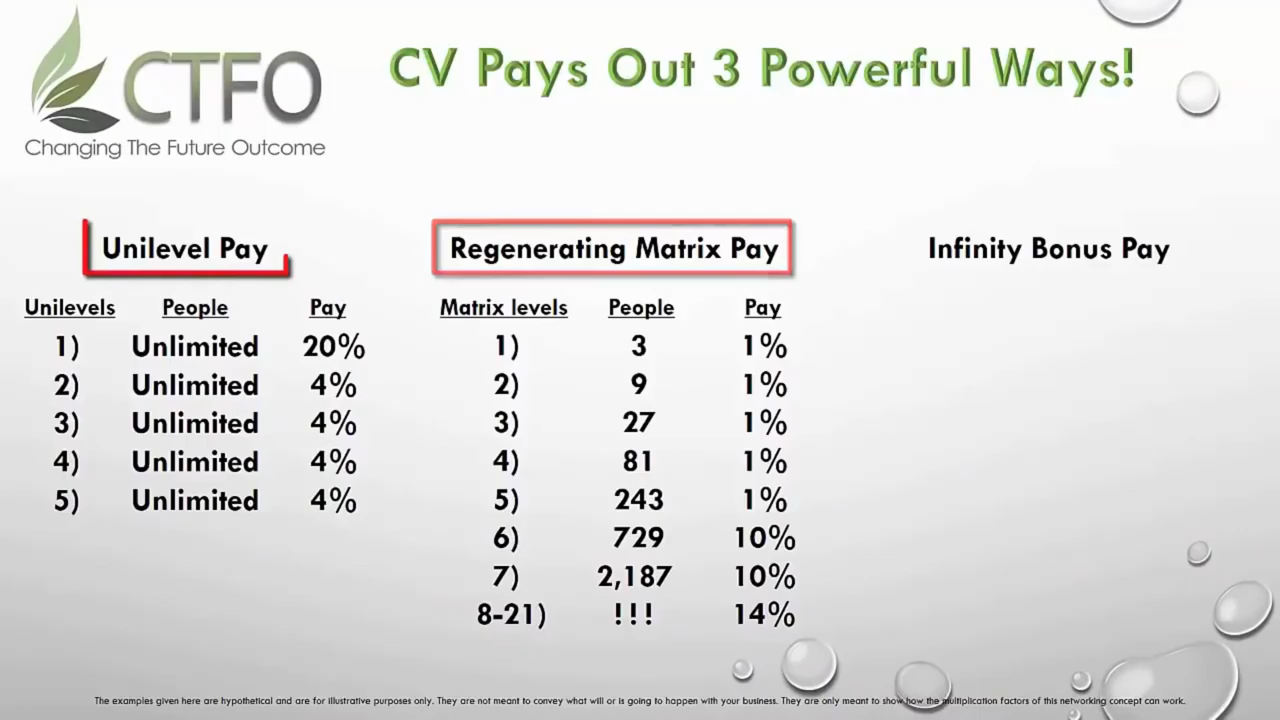 CTFO
Changing The Future Outcome
CV Pays Out 3 Powerful Ways!
Unilevel Pay
Unilevels People Pay
1) Unlimited 20%
2) Unlimited 4%
3) Unlimited 4%
4) Unlimited 4%
5) Unlimited 4%
Regenerating Matrix Pay
Matrix levels People Pay
1) 3 1%
2) 9 1%
3) 27 1%
4) 81 1%
5) 243 1%
6) 729 10%
7) 2,187 10%
8-21) !!! 14%
Infinity Bonus Pay
The examples given here are hypothetical and are for illustrative purposes only. They are not meant to convey what will or is going to happen with your business. They are only meant to show how the multiplication factors of this networking concept can work.